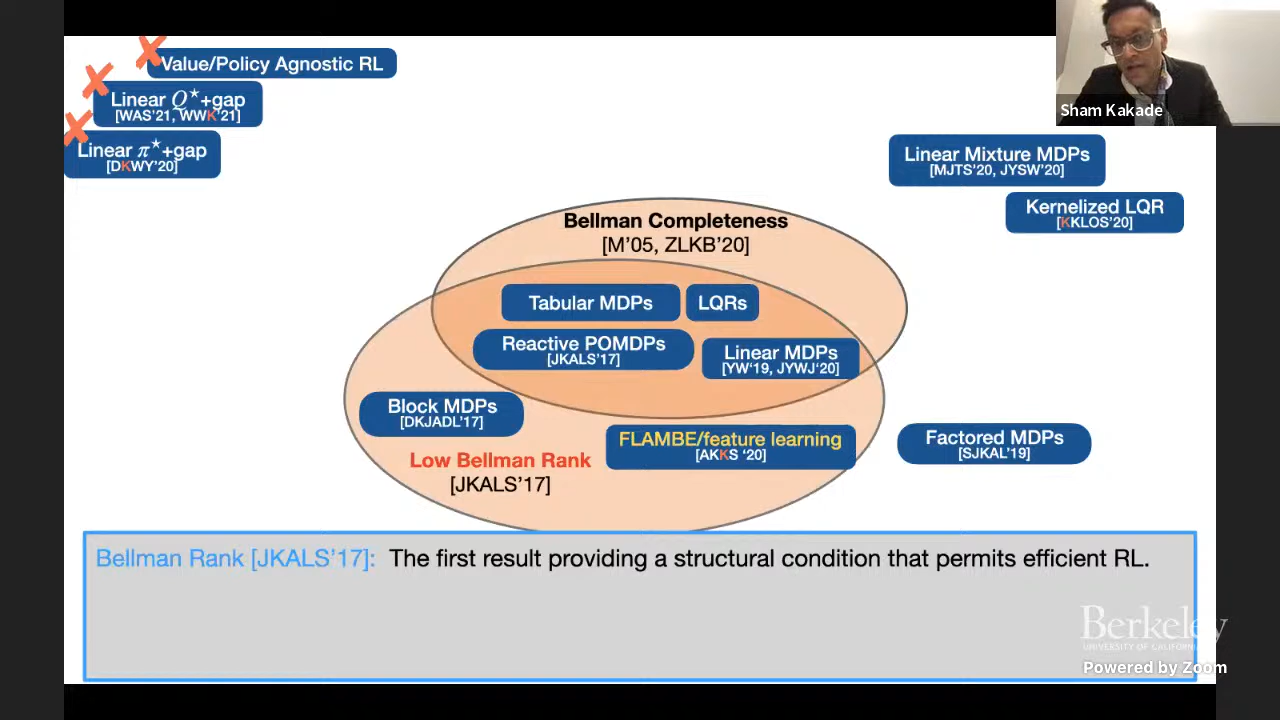 Value/Policy Agnostic RL
Linear Q*+gap
[WAS'21, WWK'21]
Linear π*+gap
[DKWY'20]
Sham Kakade
Linear Mixture MDPs
[MJTS'20, JYSW'20]
Kernelized LQR
[KKLOS'20]
Bellman Completeness
[M'05, ZLKB'20]
Tabular MDPs
LQRs
Reactive POMDPs
[JKALS'17]
Linear MDPs
[YW'19, JYWJ'20]
Block MDPs
[DKJADL'17]
FLAMBE/feature learning
[AKKS '20]
Factored MDPs
[SJKAL'19]
Low Bellman Rank
[JKALS'17]
Bellman Rank [JKALS'17]: The first result providing a structural condition that permits efficient RL.
Berkeley
UNIVERSITY OF CALIFORNIA
Powered by Zoom